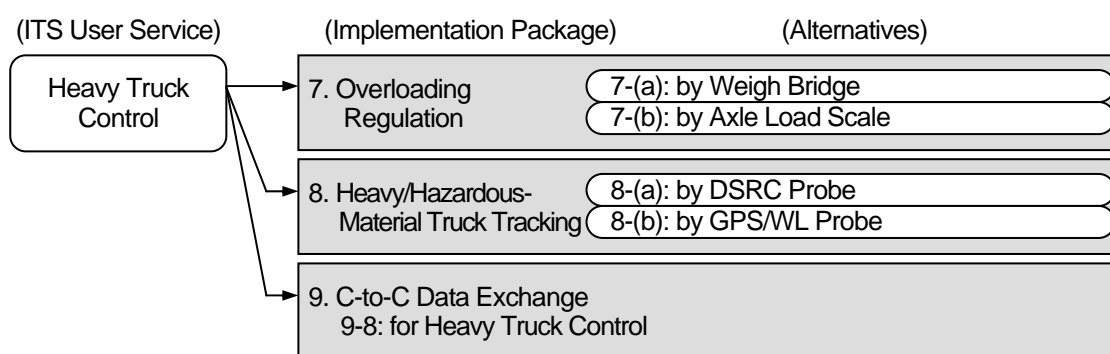 (ITS User Service) (Implementation Package) (Alternatives)
Heavy Truck
Control
7. Overloading
Regulation
7-(a): by Weigh Bridge
7-(b): by Axle Load Scale
8. Heavy/Hazardous-
Material Truck Tracking
8-(a): by DSRC Probe
8-(b): by GPS/WL Probe
9. C-to-C Data Exchange
9-8: for Heavy Truck Control